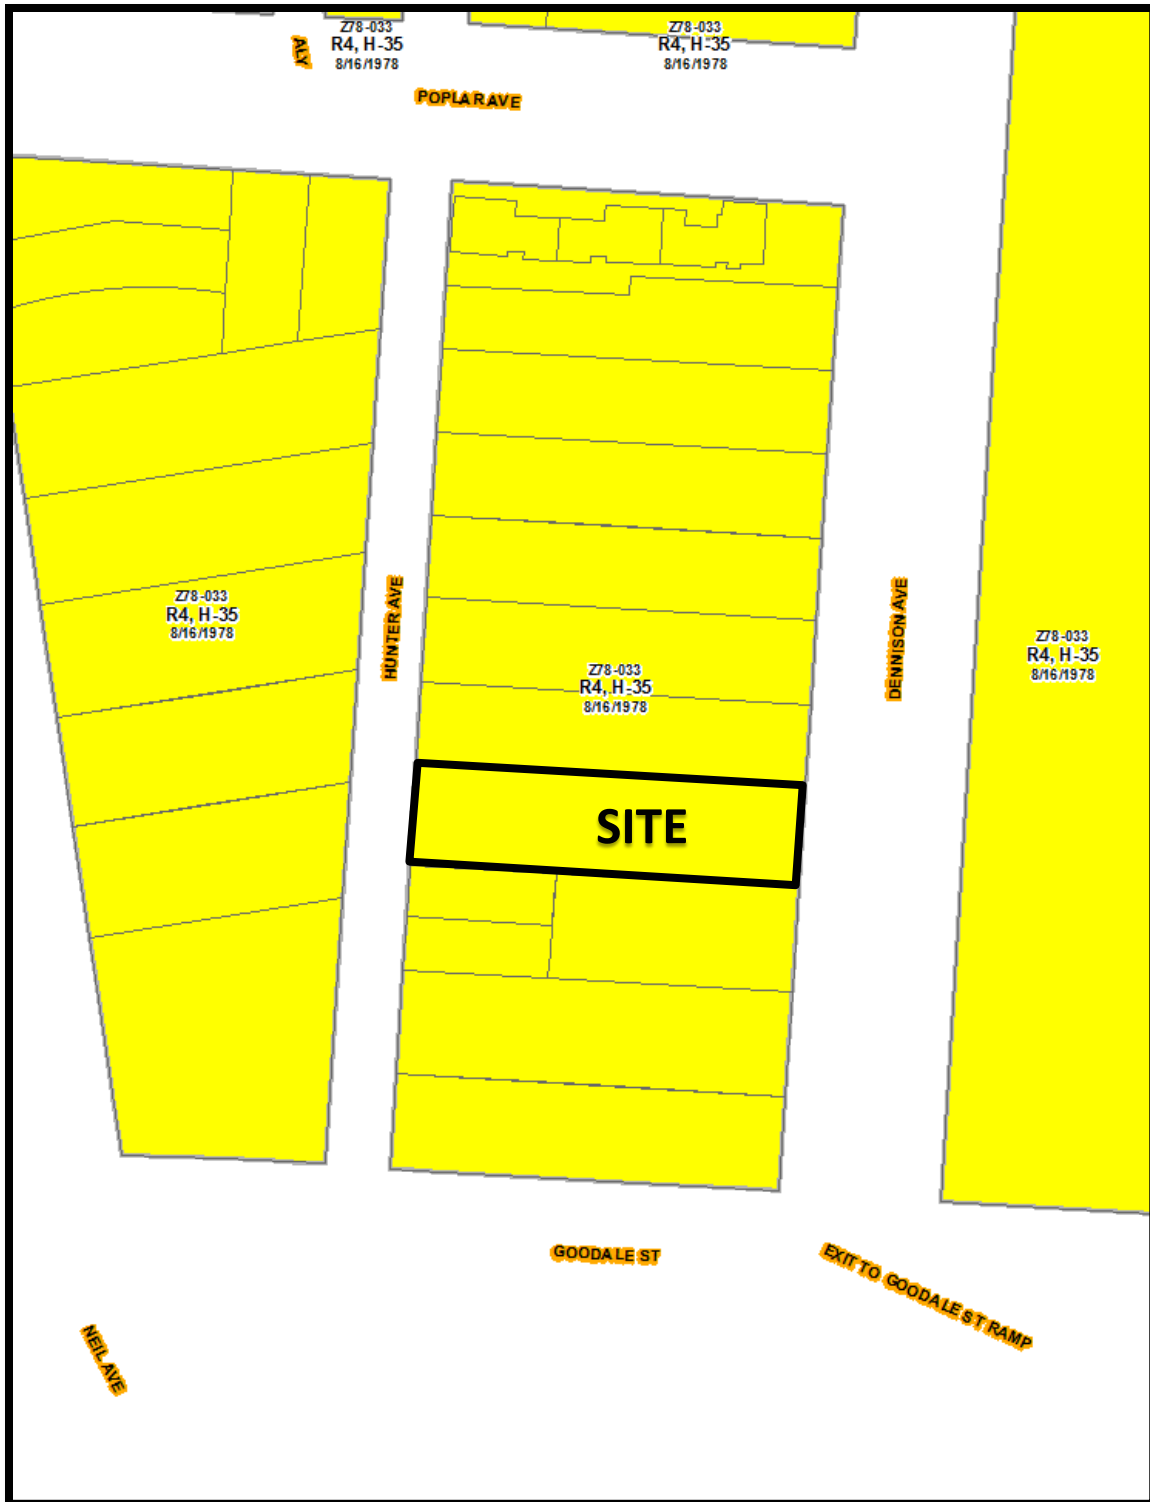 Z78-033
R4, H-35
8/16/1978
Z78-033
R4, H-35
8/16/1978
ALY
POPLAR AVE
HUNTER AVE
DENNISON AVE
Z78-033
R4, H-35
8/16/1978
Z78-033
R4, H-35
8/16/1978
Z78-033
R4, H-35
8/16/1978
SITE
GOODALE ST
EXIT TO GOODALE ST RAMP
NEIL AVE